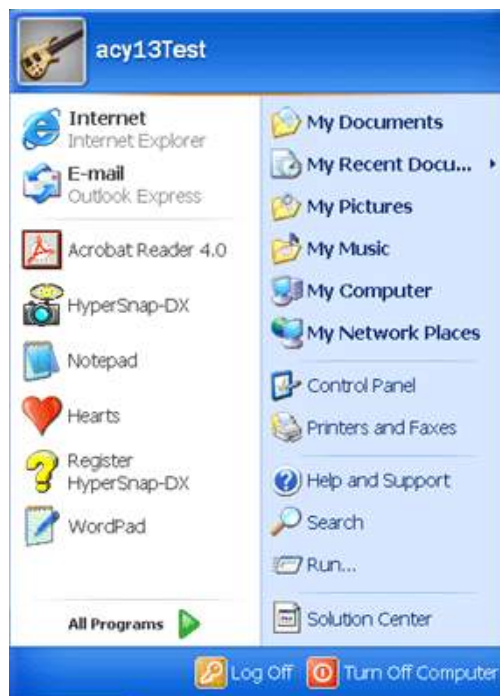 acy13Test
Internet
Internet Explorer
E-mail
Outlook Express
Acrobat Reader 4.0
HyperSnap-DX
Notepad
Hearts
Register
HyperSnap-DX
WordPad
All Programs
My Documents
My Recent Docu...
My Pictures
My Music
My Computer
My Network Places
Control Panel
Printers and Faxes
Help and Support
Search
Run...
Solution Center
Log Off
Turn Off Computer